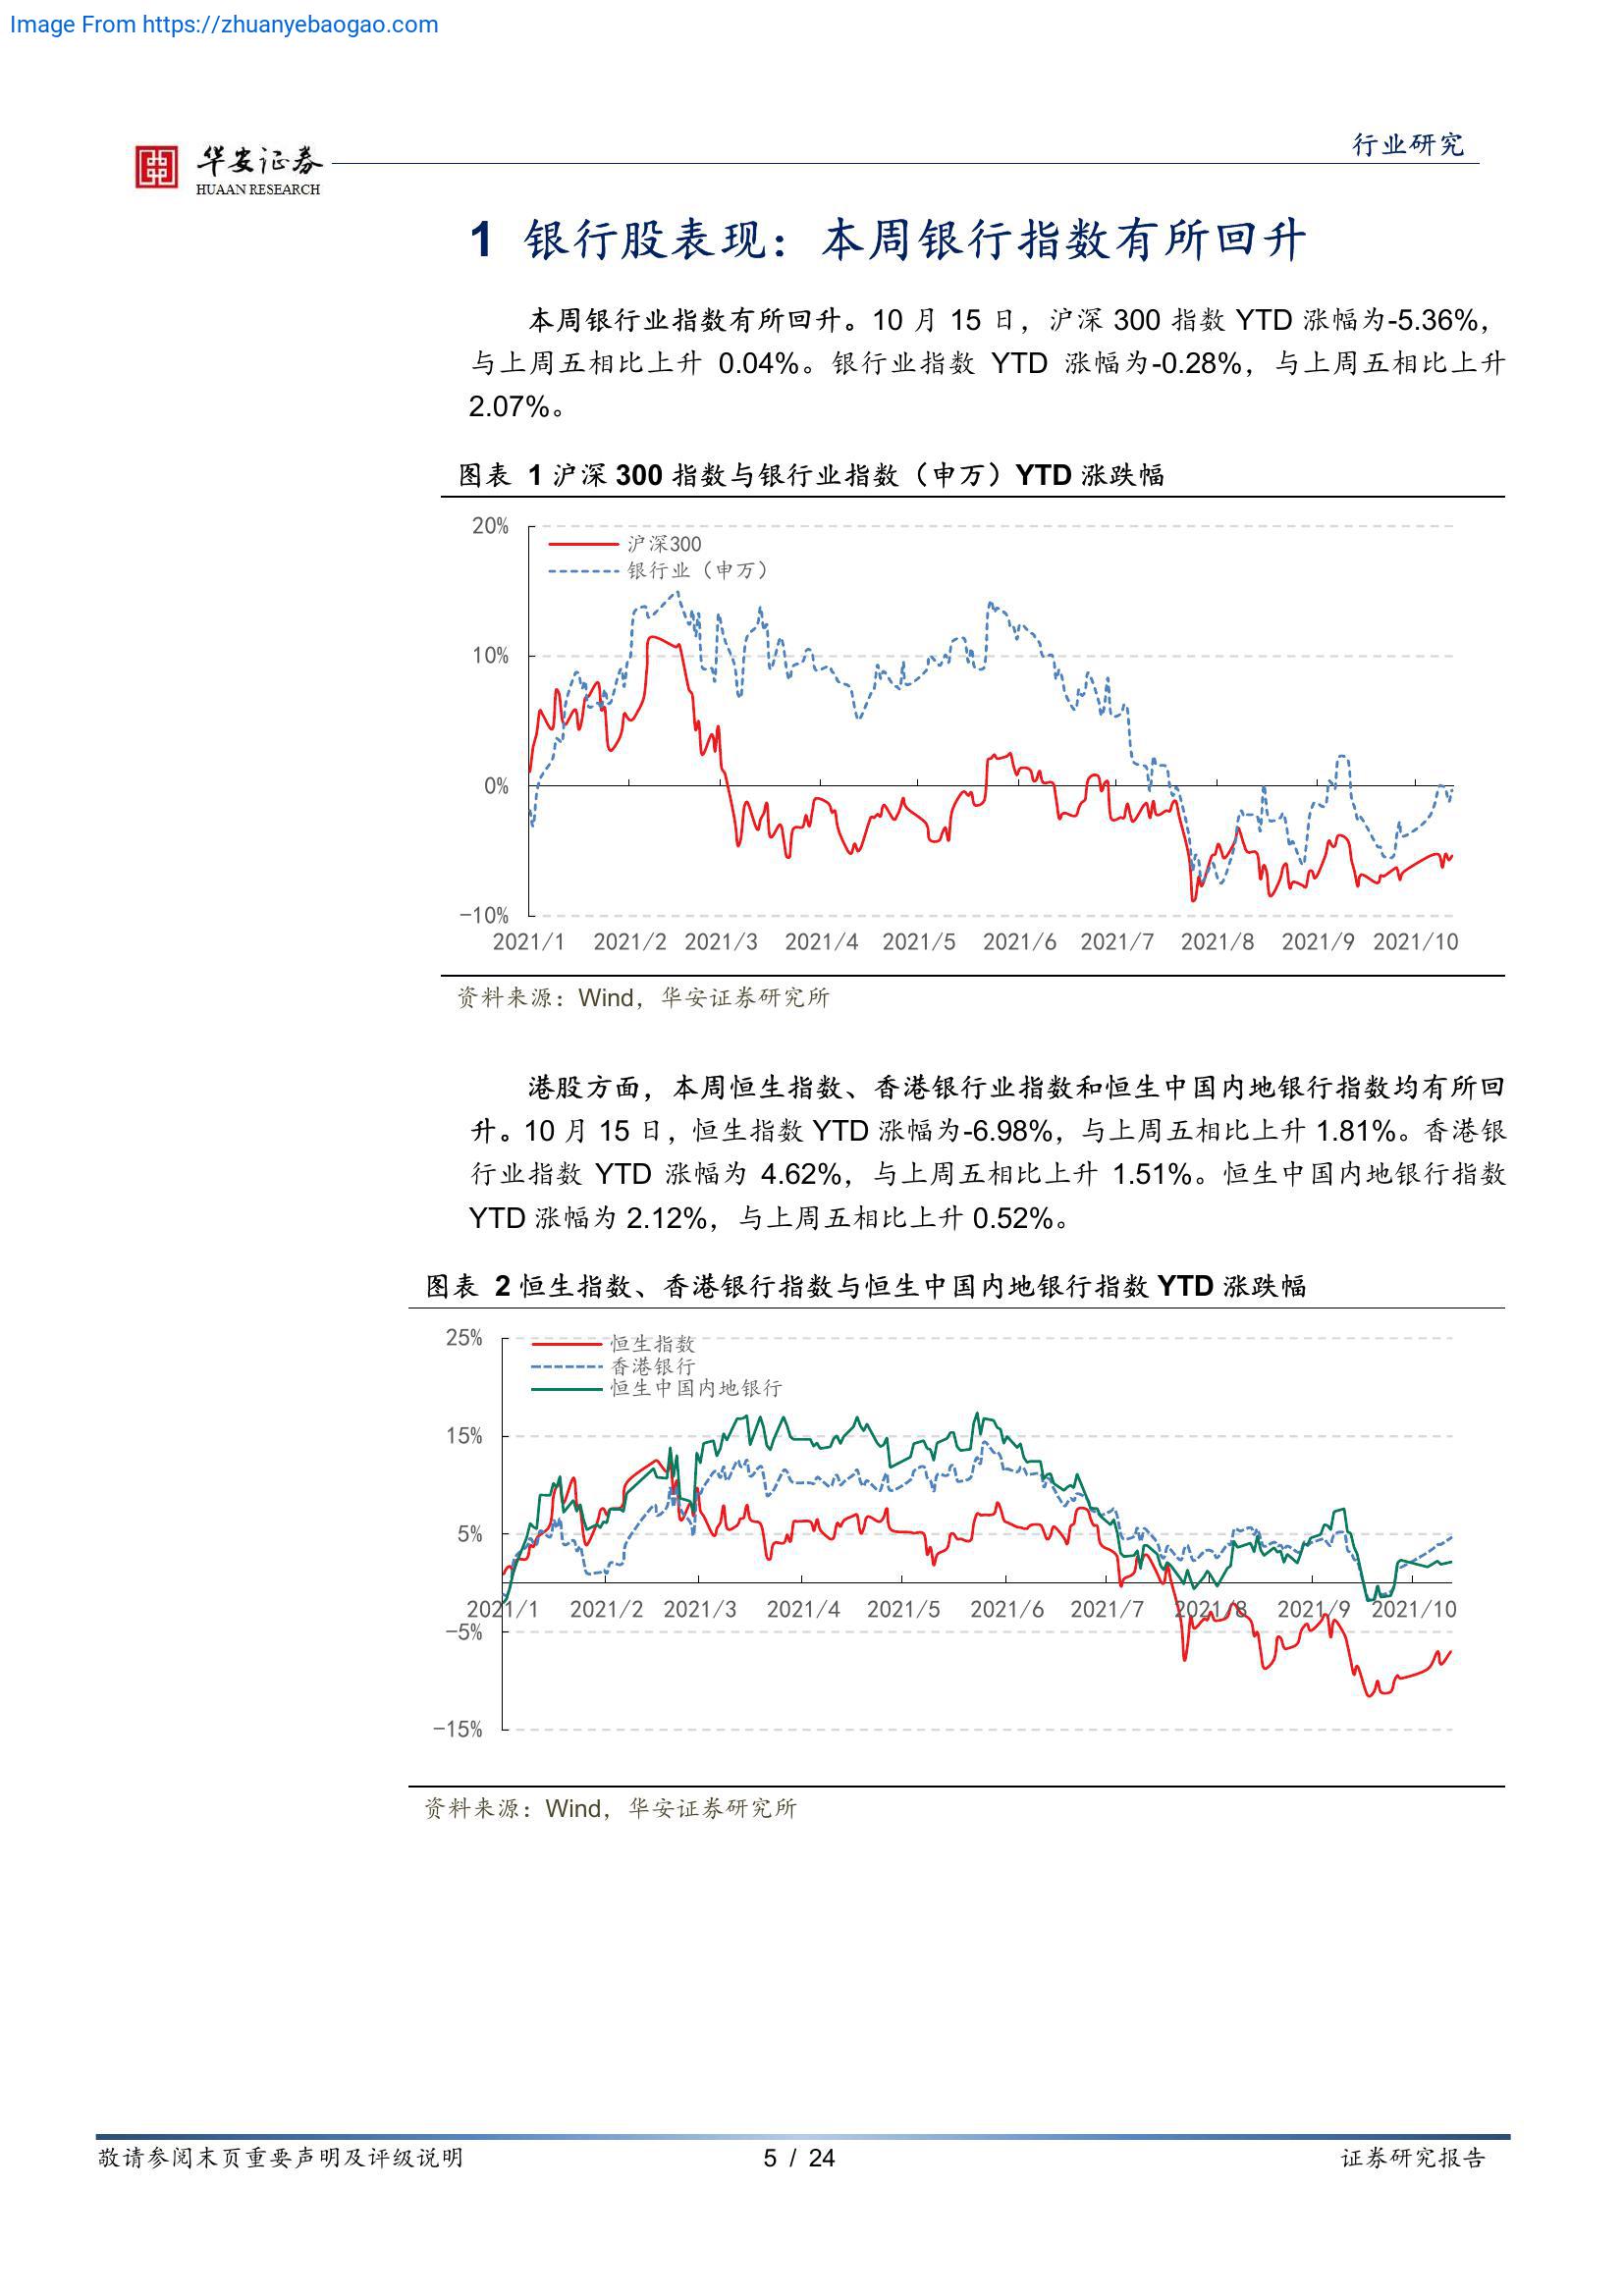 Image From https://zhuanyebaogao.com
华安证券
HUAAN RESEARCH
行业研究
1 银行股表现：本周银行指数有所回升
本周银行业指数有所回升。10 月 15 日，沪深 300 指数 YTD 涨幅为-5.36%，
与上周五相比上升 0.04%。银行业指数 YTD 涨幅为-0.28%，与上周五相比上升
2.07%。
图表 1 沪深 300 指数与银行业指数（申万）YTD 涨跌幅
20%
沪深300
银行业（申万）
10%
0%
-10%
2021/1 2021/2 2021/3 2021/4 2021/5 2021/6 2021/7 2021/8 2021/9 2021/10
资料来源：Wind，华安证券研究所
港股方面，本周恒生指数、香港银行业指数和恒生中国内地银行指数均有所回
升。10 月 15 日，恒生指数 YTD 涨幅为-6.98%，与上周五相比上升 1.81%。香港银
行业指数 YTD 涨幅为 4.62%，与上周五相比上升 1.51%。恒生中国内地银行指数
YTD 涨幅为 2.12%，与上周五相比上升 0.52%。
图表 2 恒生指数、香港银行指数与恒生中国内地银行指数 YTD 涨跌幅
25%
恒生指数
香港银行
恒生中国内地银行
15%
5%
2021/1 2021/2 2021/3 2021/4 2021/5 2021/6 2021/7 2021/8 2021/9 2021/10
-5%
-15%
资料来源：Wind，华安证券研究所
敬请参阅末页重要声明及评级说明
5 / 24
证券研究报告